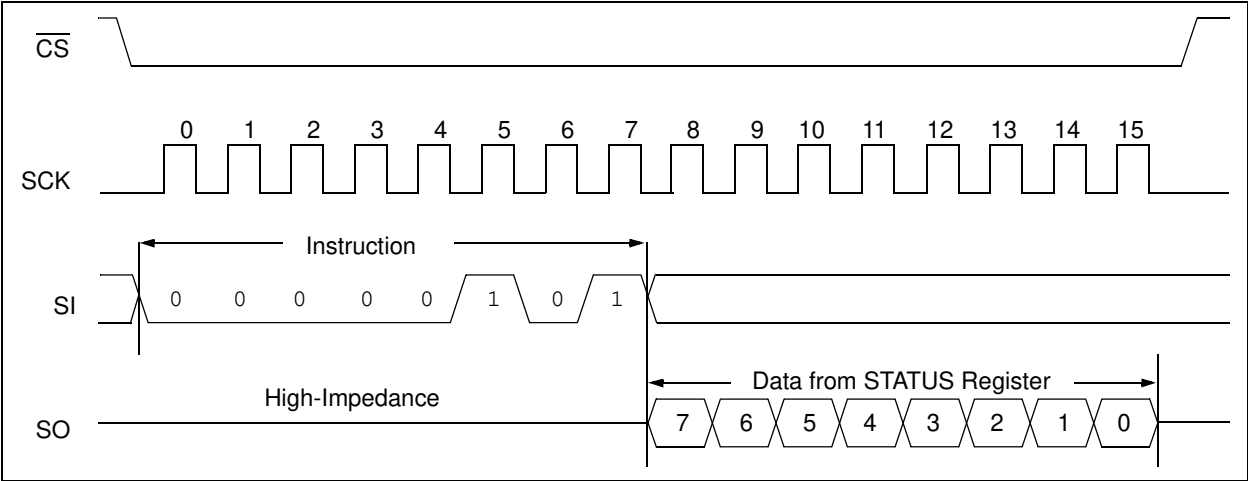 CS
0 1 2 3 4 5 6 7 8 9 10 11 12 13 14 15
SCK
Instruction
SI 0 0 0 0 0 1 0 1
Data from STATUS Register
High-Impedance
SO 7 6 5 4 3 2 1 0